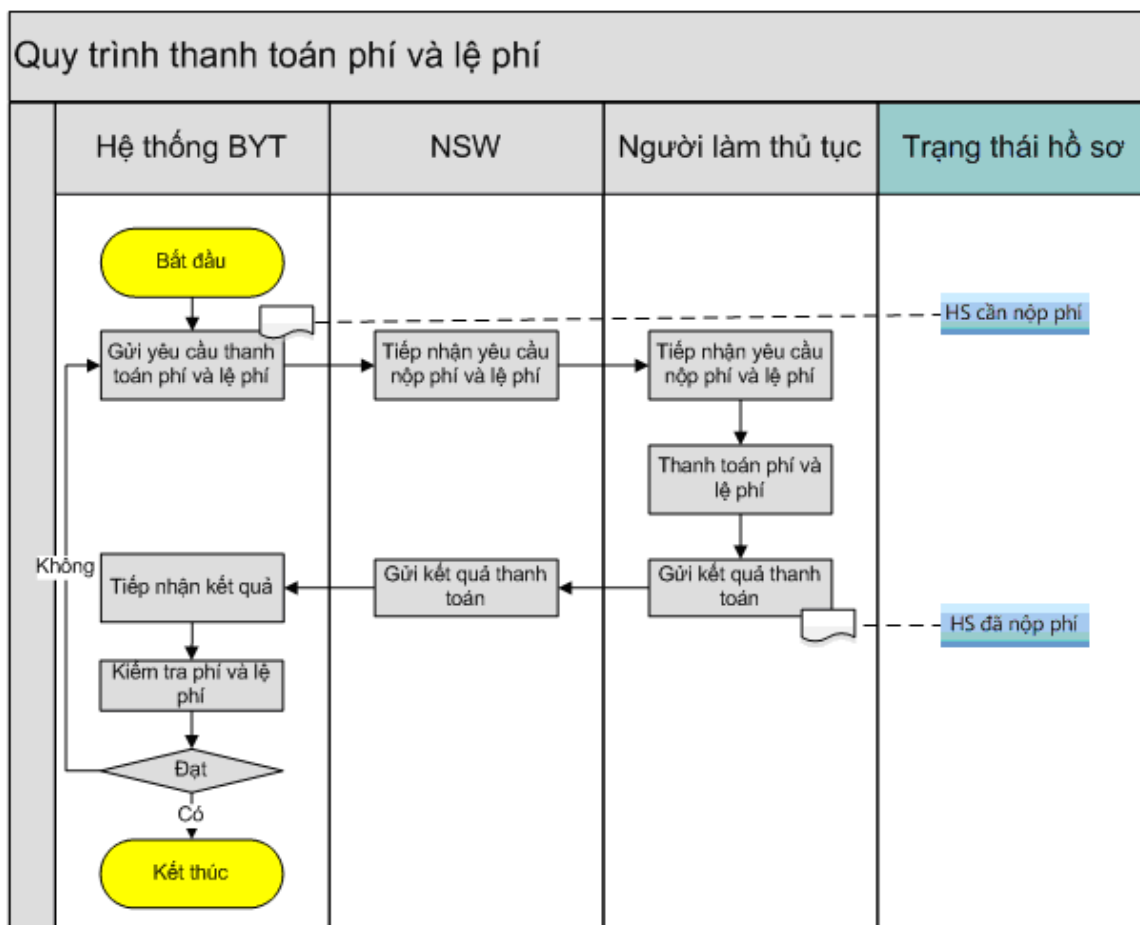 Quy trình thanh toán phí và lệ phí
Hệ thống BYT
NSW
Người làm thủ tục
Trạng thái hồ sơ
Bắt đầu
HS cần nộp phí
Gửi yêu cầu thanh
toán phí và lệ phí
Tiếp nhận yêu cầu
nộp phí và lệ phí
Tiếp nhận yêu cầu
nộp phí và lệ phí
Thanh toán phí và
lệ phí
Không
Tiếp nhận kết quả
Gửi kết quả thanh
toán
Gửi kết quả thanh
toán
HS đã nộp phí
Kiểm tra phí và lệ
phí
Đạt
Có
Kết thúc